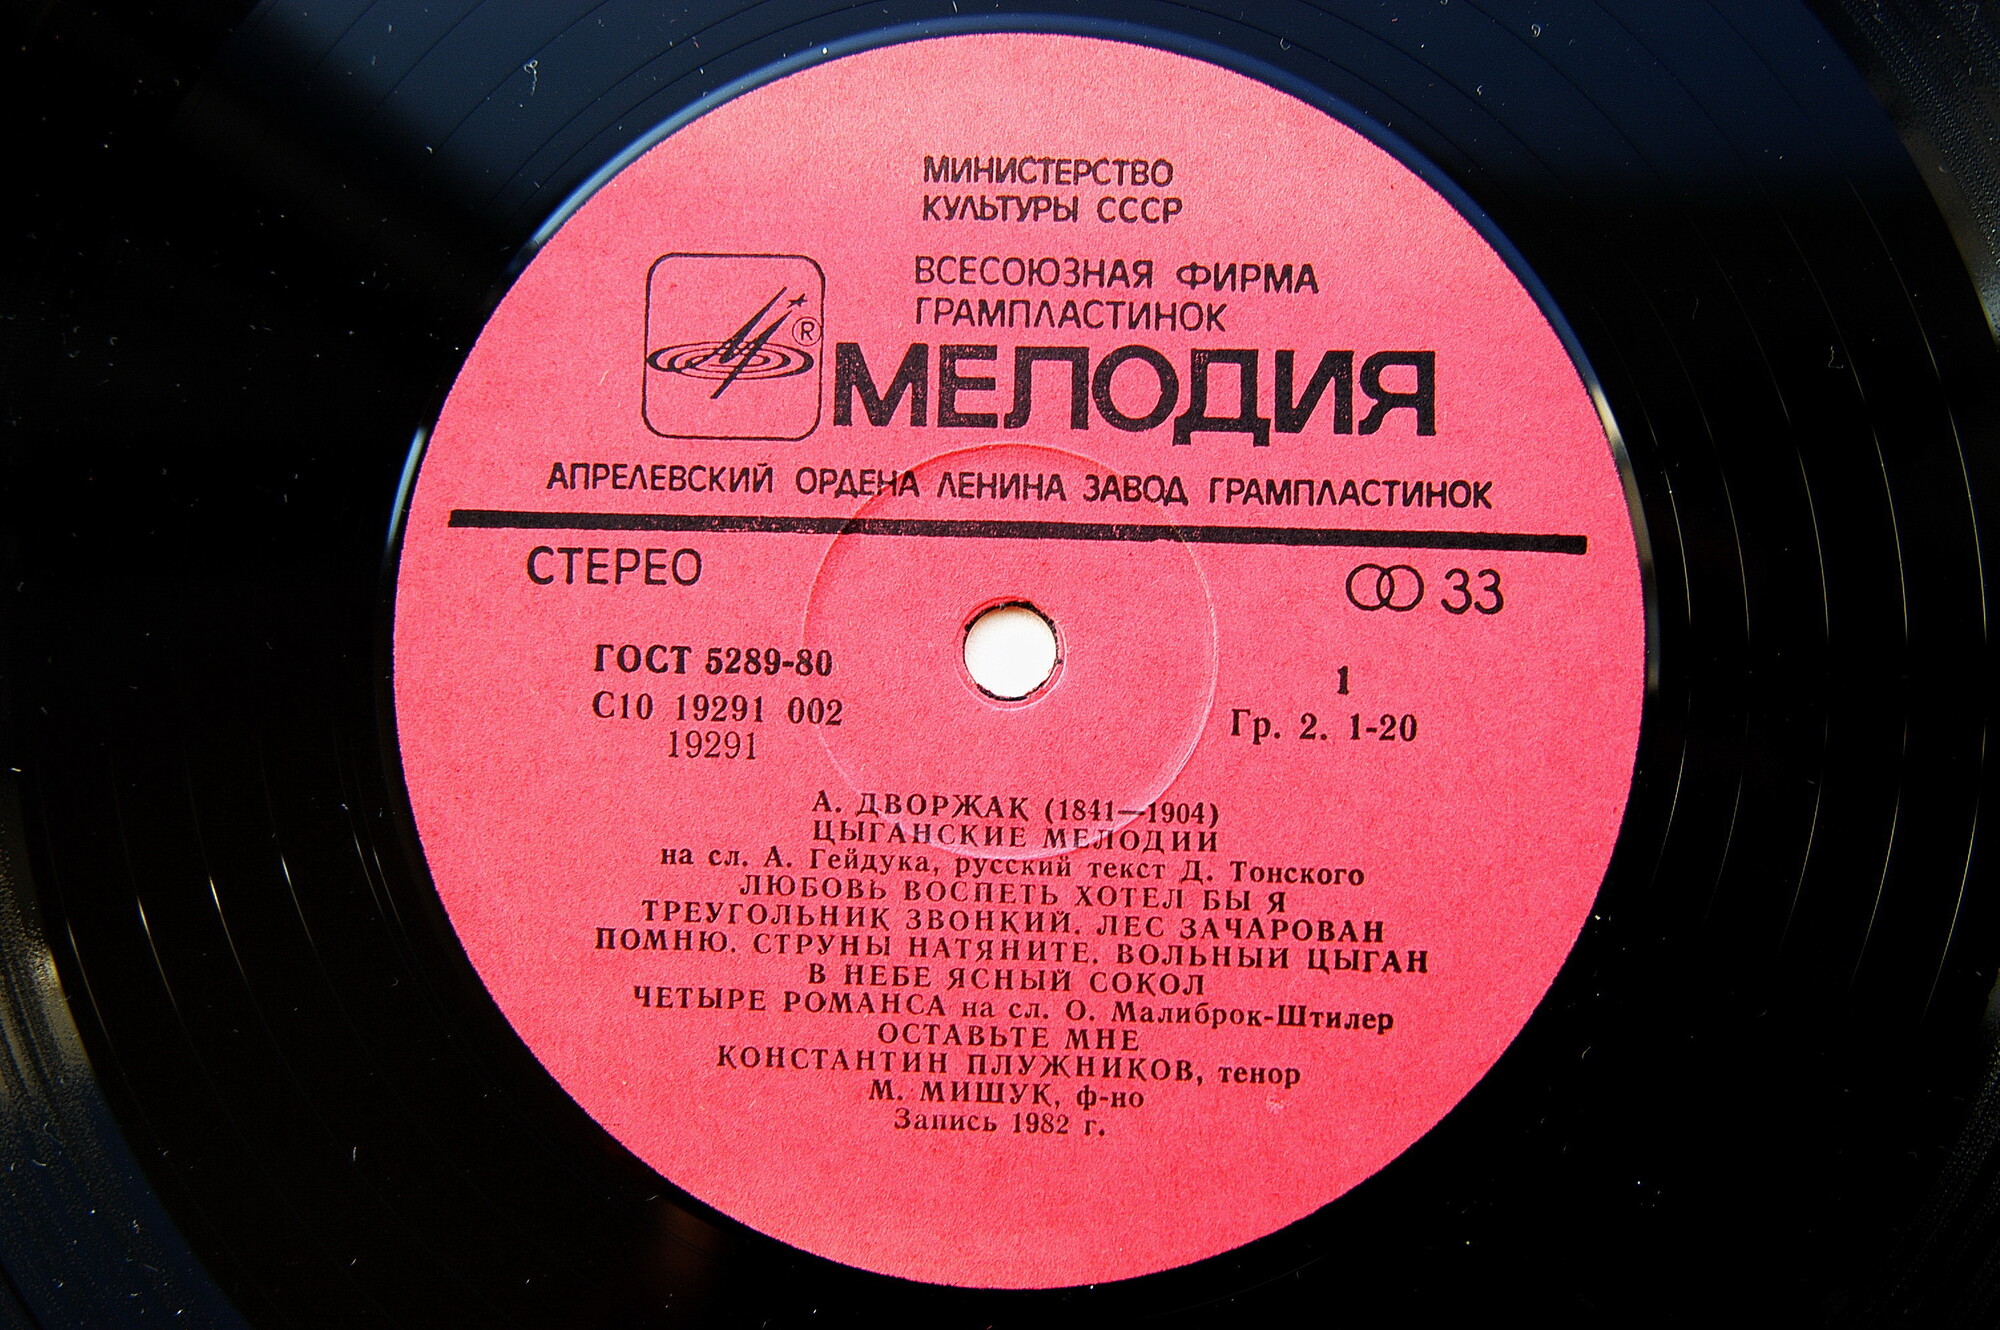 МИНИСТЕРСТВО
КУЛЬТУРЫ СССР
ВСЕСОЮЗНАЯ ФИРМА
ГРАМПЛАСТИНОК
®
МЕЛОДИЯ
АПРЕЛЕВСКИЙ ОРДЕНА ЛЕНИНА ЗАВОД ГРАМПЛАСТИНОК
СТЕРЕО
33
ГОСТ 5289-80
С10 19291 002
19291
1
Гр. 2. 1-20
А. ДВОРЖАК (1841—1904)
ЦЫГАНСКИЕ МЕЛОДИИ
на сл. А. Гейдука, русский текст Д. Тонского
ЛЮБОВЬ ВОСПЕТЬ ХОТЕЛ БЫ Я
ТРЕУГОЛЬНИК ЗВОНКИЙ. ЛЕС ЗАЧАРОВАН
ПОМНЮ. СТРУНЫ НАТЯНИТЕ. ВОЛЬНЫЙ ЦЫГАН
В НЕБЕ ЯСНЫЙ СОКОЛ
ЧЕТЫРЕ РОМАНСА на сл. О. Малиброк-Штилер
ОСТАВЬТЕ МНЕ
КОНСТАНТИН ПЛУЖНИКОВ, тенор
М. МИШУК, ф-но
Запись 1982 г.